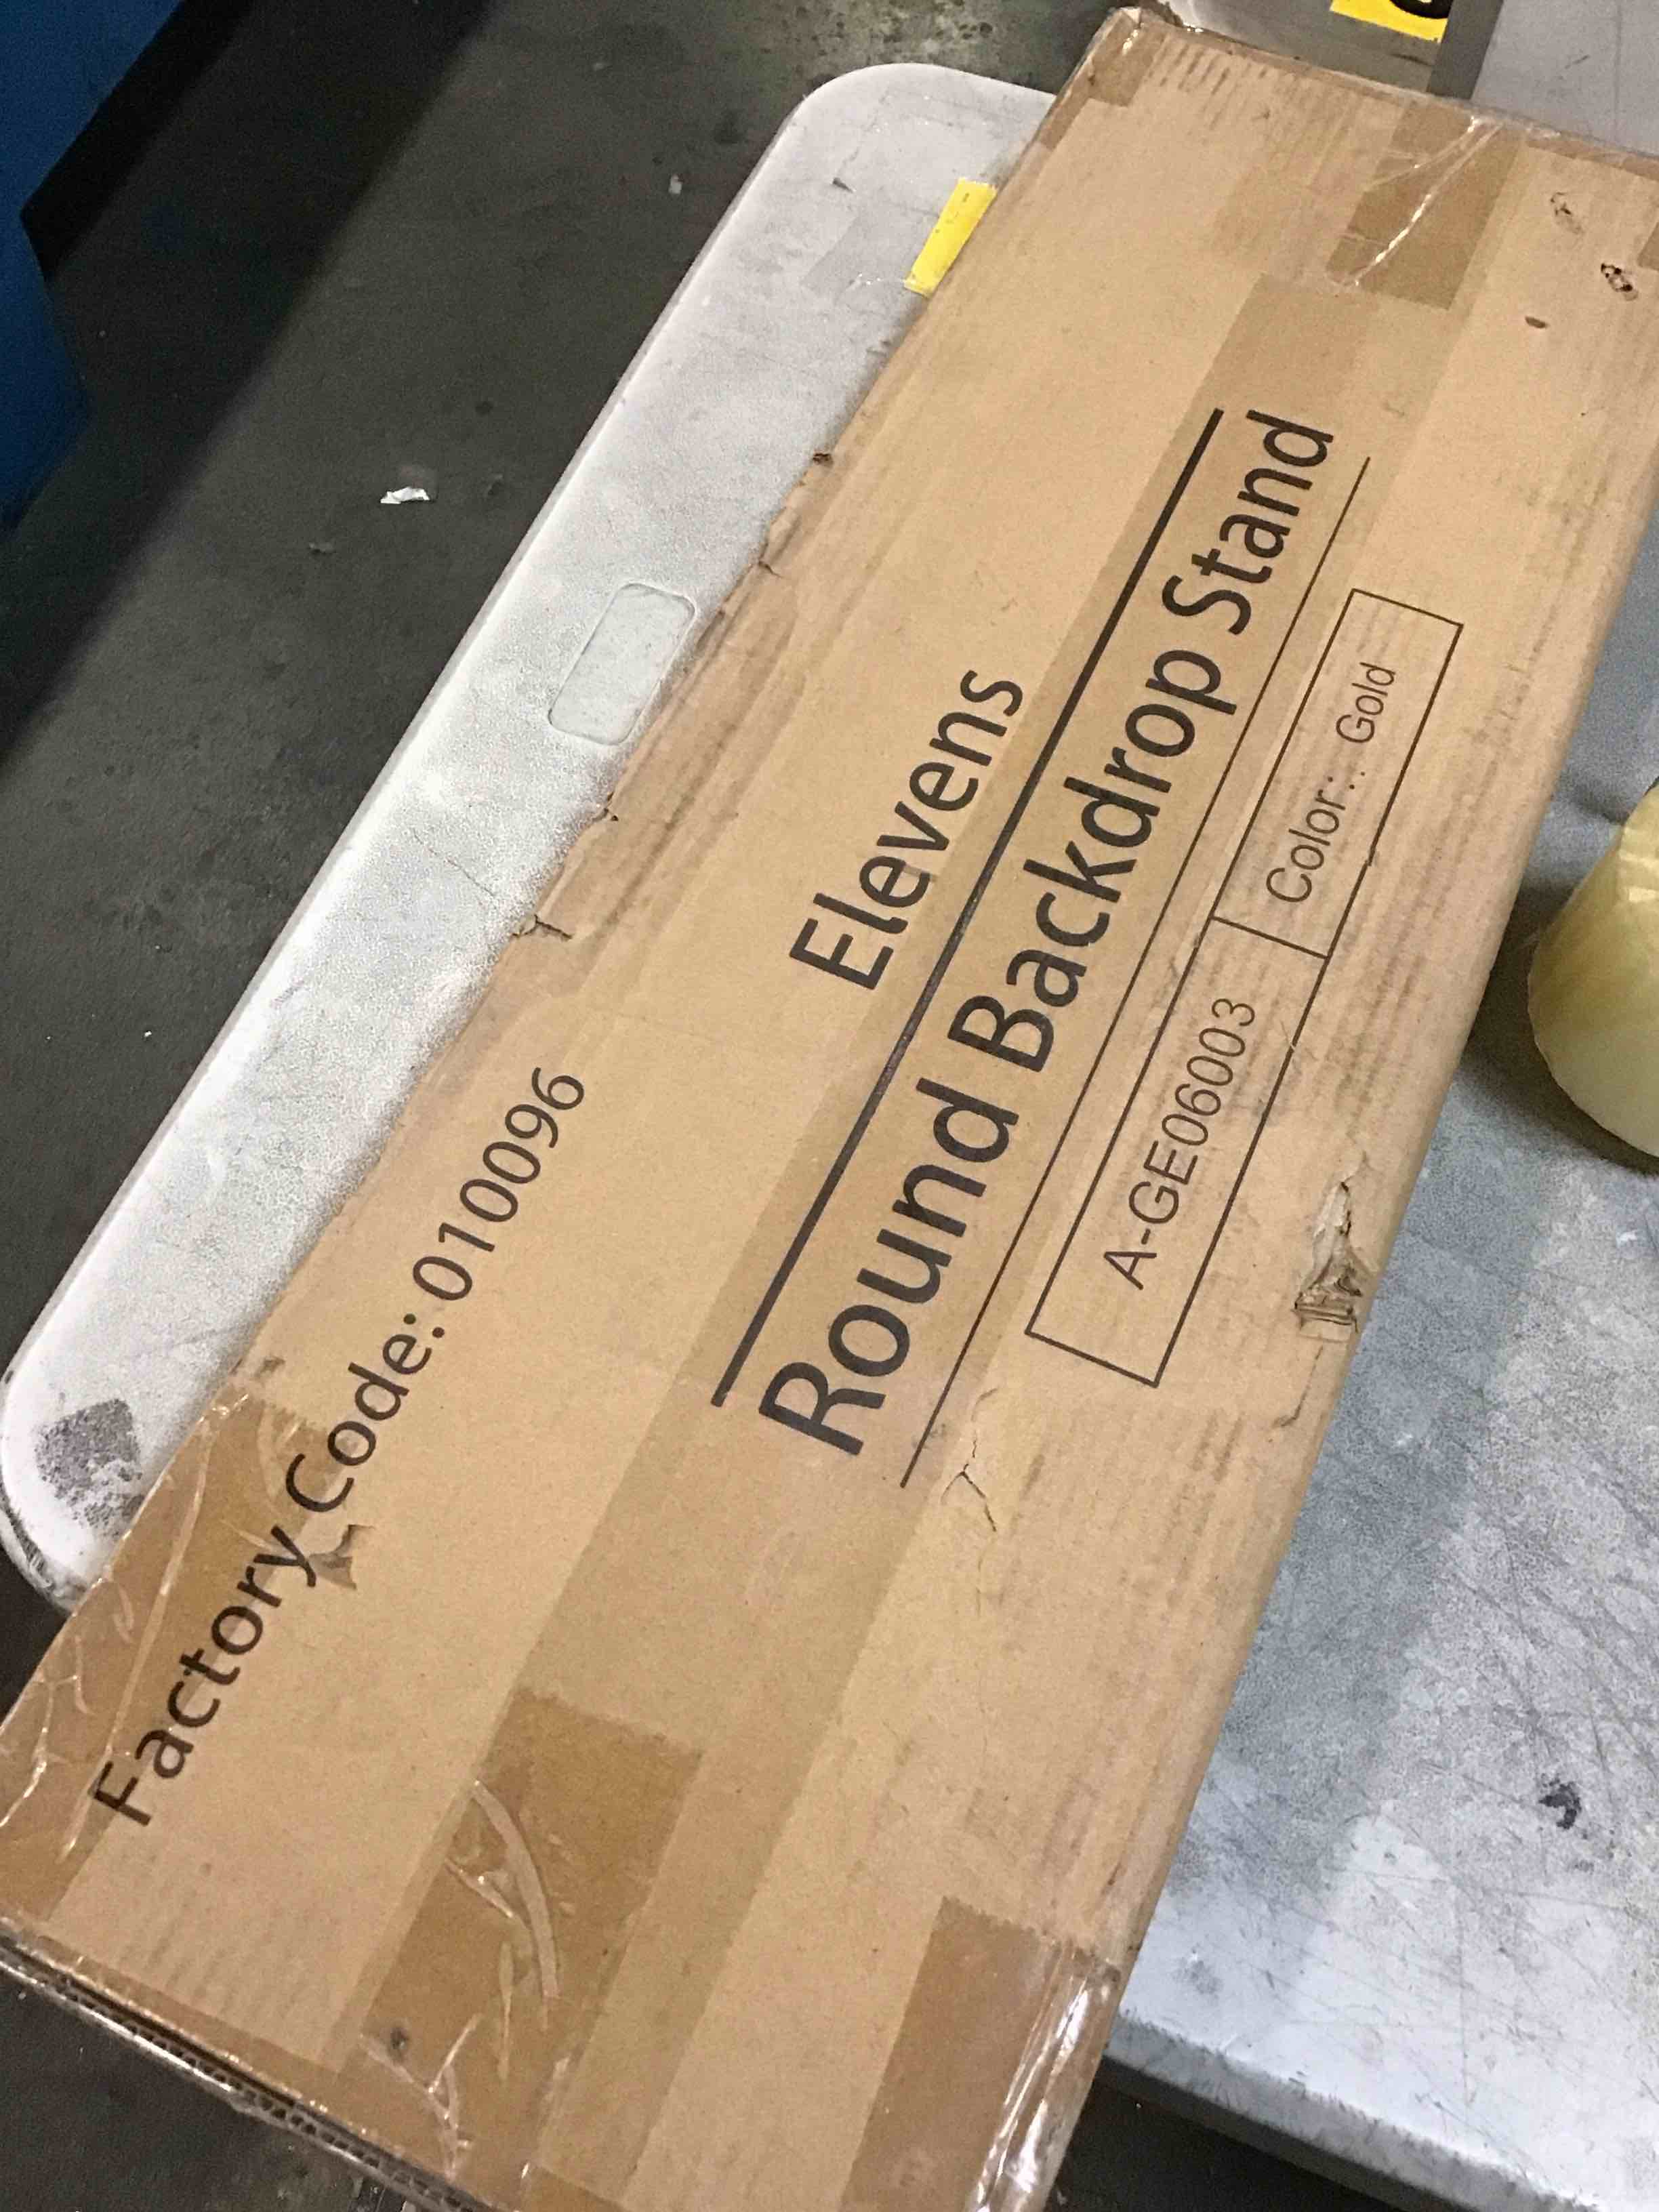 Factory Code: 010096
Elevens
Round Backdrop Stand
A-GE06003
Color: : Gold